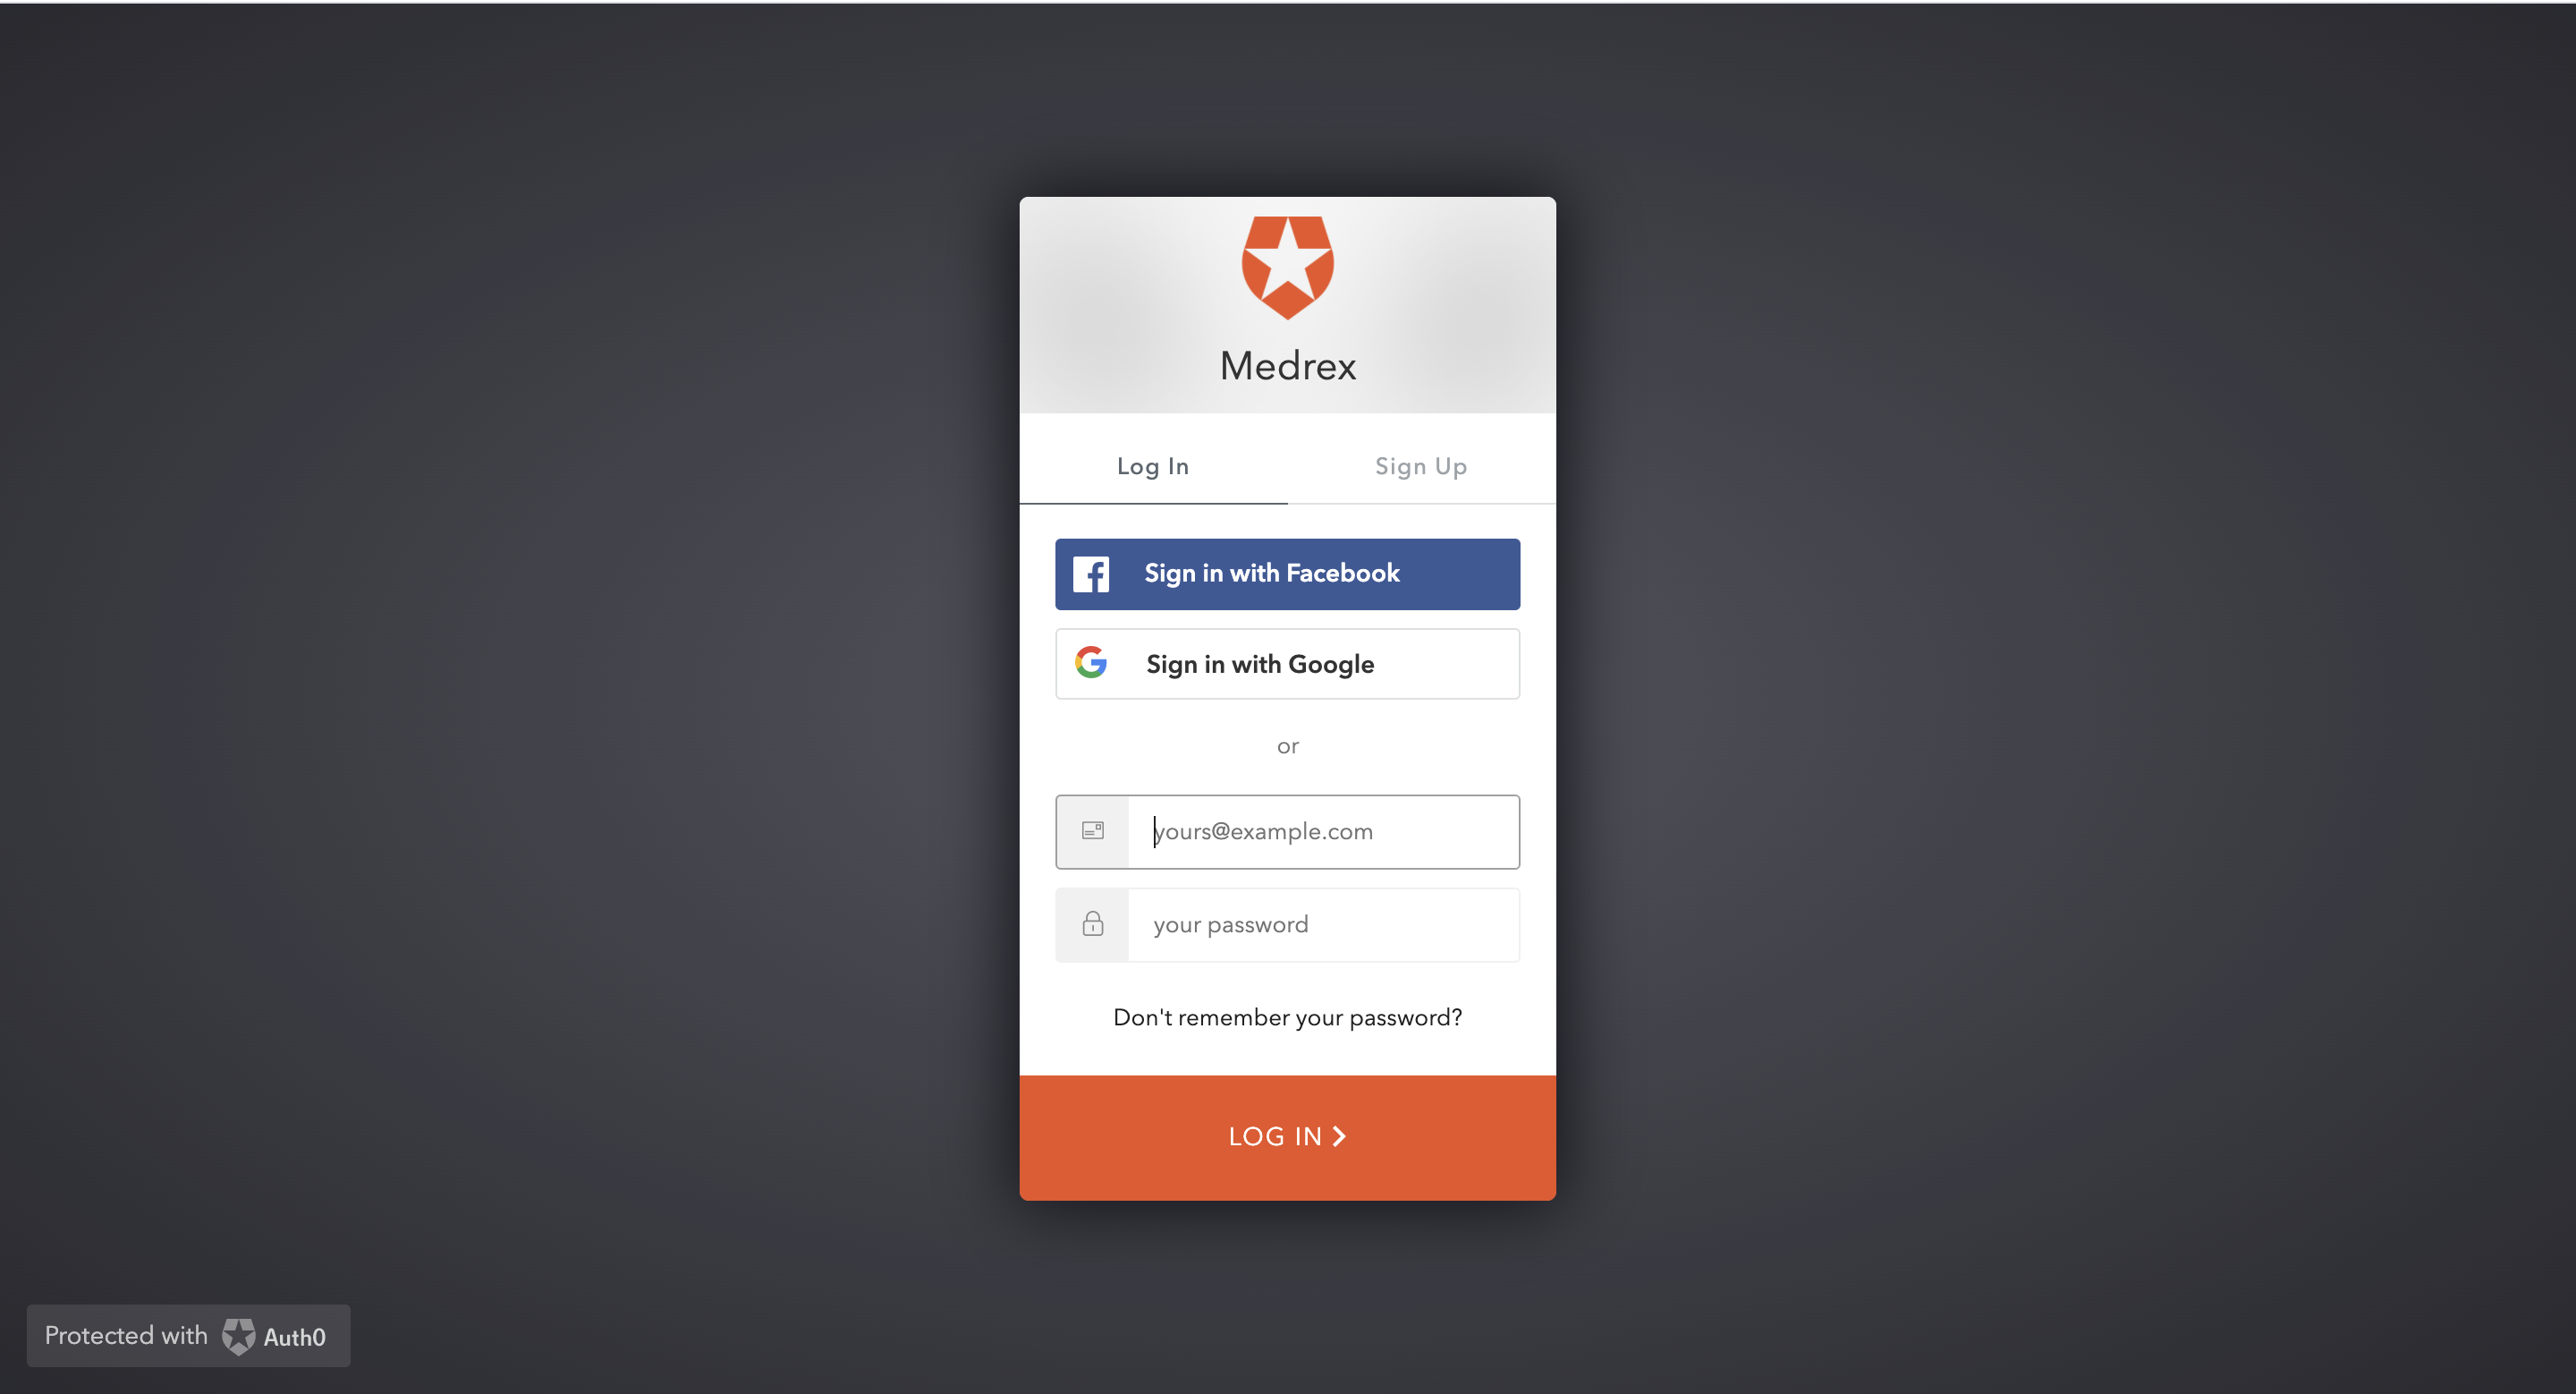 Medrex
Log In
Sign Up
Sign in with Facebook
Sign in with Google
or
yours@example.com
your password
Don't remember your password?
LOG IN
Protected with Auth0